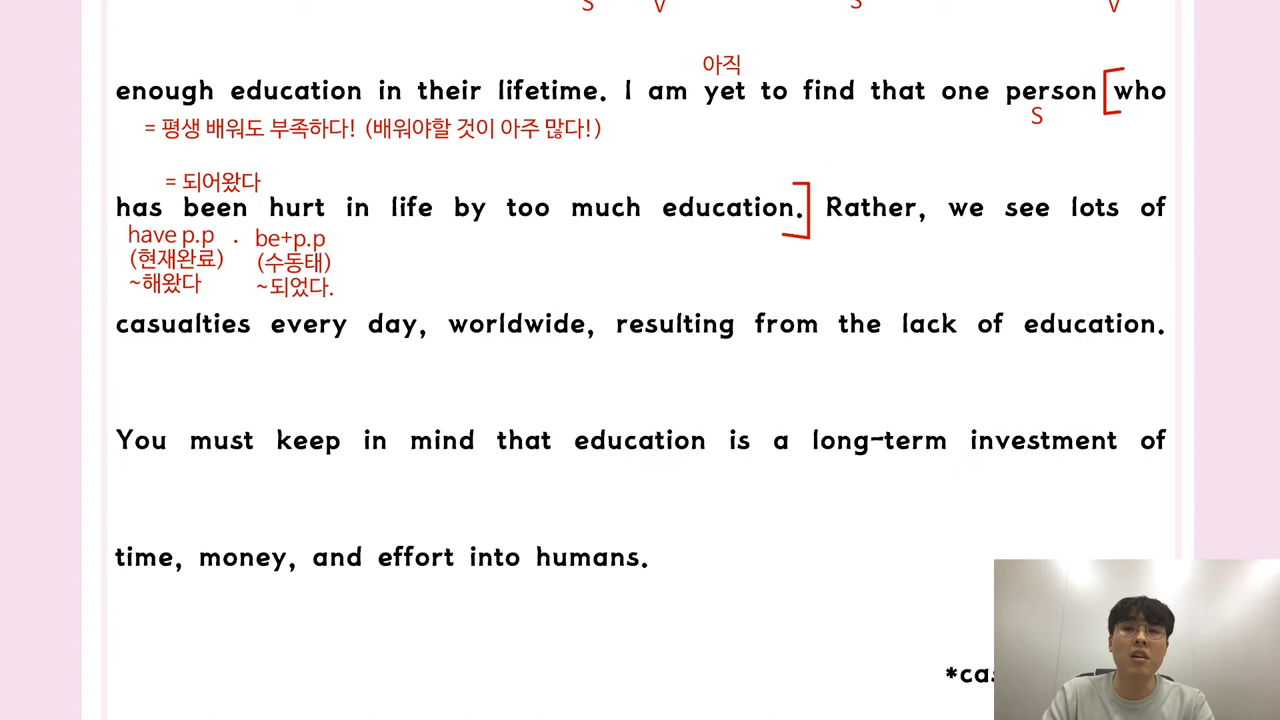 S V S V
아직
enough education in their lifetime. I am yet to find that one person [who
= 평생 배워도 부족하다! (배워야할 것이 아주 많다!)
S
= 되어왔다
has been hurt in life by too much education.] Rather, we see lots of
have p.p . be+p.p
(현재완료) (수동태)
~해왔다 ~되었다.
casualties every day, worldwide, resulting from the lack of education.
You must keep in mind that education is a long-term investment of
time, money, and effort into humans.